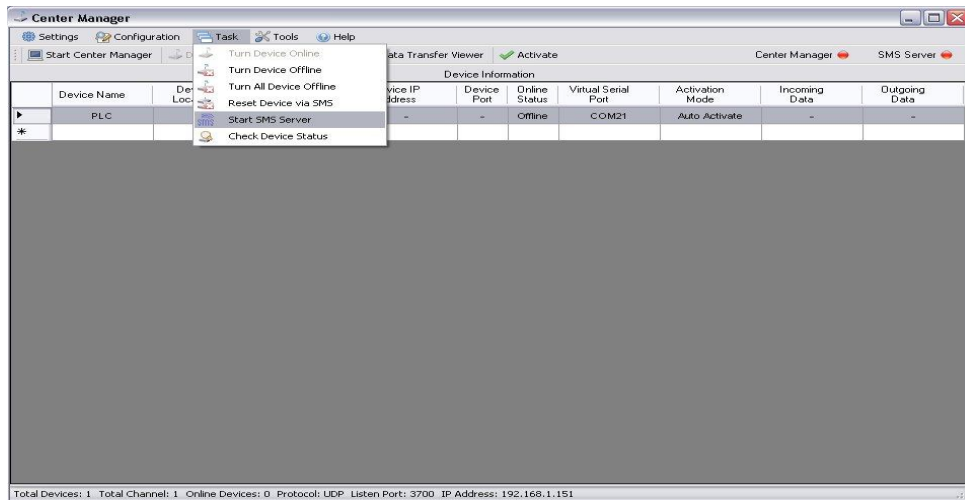 Center Manager
Settings Configuration Task Tools Help
Start Center Manager D ata Transfer Viewer Activate Center Manager SMS Server
Turn Device Online
Turn Device Offline
Turn All Device Offline
Reset Device via SMS
Start SMS Server
Check Device Status
Device Information
Device Name De Loc vice IP ddress Device Port Online Status Virtual Serial Port Activation Mode Incoming Data Outgoing Data
PLC - - Offline COM21 Auto Activate - -
Total Devices: 1 Total Channel: 1 Online Devices: 0 Protocol: UDP Listen Port: 3700 IP Address: 192.168.1.151